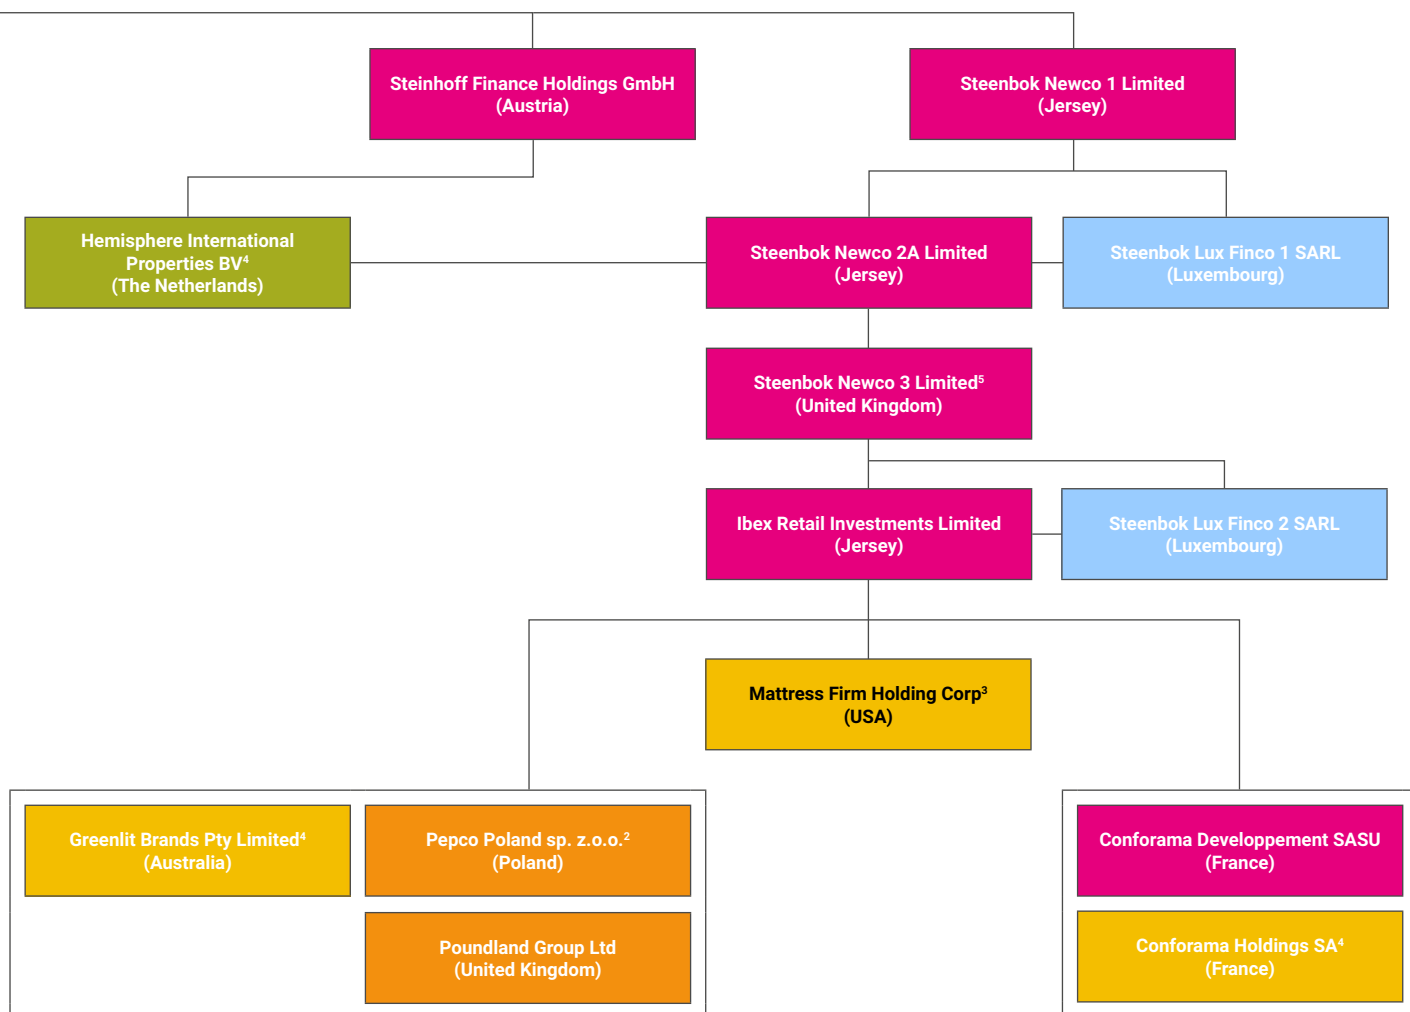 Steinhoff Finance Holdings GmbH
(Austria)
Steenbok Newco 1 Limited
(Jersey)
Hemisphere International
Properties BV⁴
(The Netherlands)
Steenbok Newco 2A Limited
(Jersey)
Steenbok Lux Finco 1 SARL
(Luxembourg)
Steenbok Newco 3 Limited⁵
(United Kingdom)
Ibex Retail Investments Limited
(Jersey)
Steenbok Lux Finco 2 SARL
(Luxembourg)
Mattress Firm Holding Corp³
(USA)
Greenlit Brands Pty Limited⁴
(Australia)
Pepco Poland sp. z.o.o.²
(Poland)
Conforama Developpement SASU
(France)
Poundland Group Ltd
(United Kingdom)
Conforama Holdings SA⁴
(France)